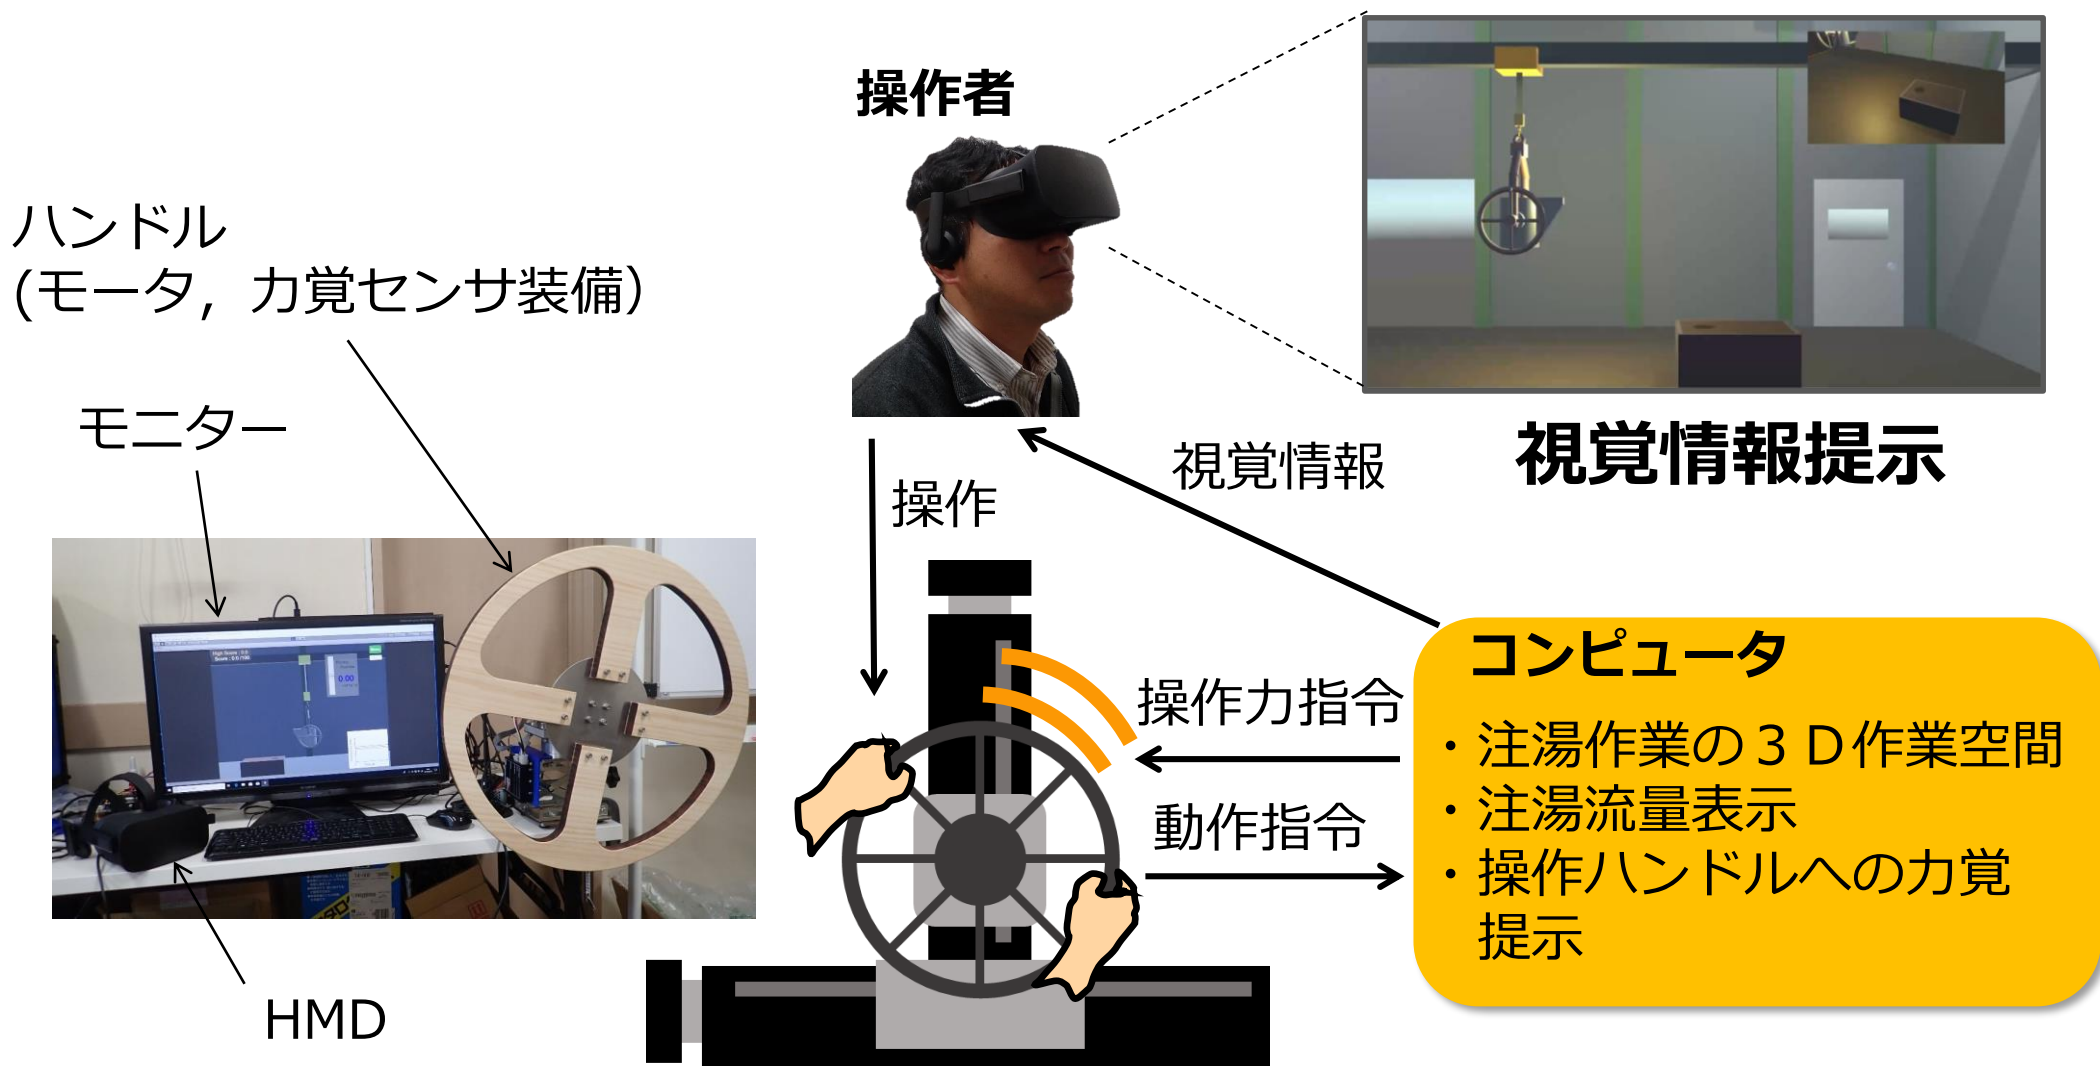 操作者
ハンドル
(モータ，力覚センサ装備）
モニター
視覚情報提示
視覚情報
操作
コンピュータ
操作力指令
動作指令
・注湯作業の３Ｄ作業空間
・注湯流量表示
・操作ハンドルへの力覚
提示
HMD